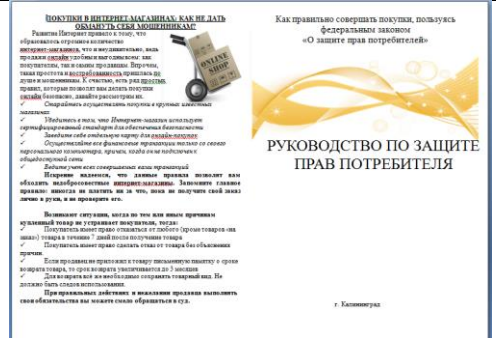 ПОКУПКИ В ИНТЕРНЕТ-МАГАЗИНАХ: КАК НЕ ДАТЬ
ОБМАНУТЬ СЕБЯ МОШЕННИКАМ?
Развитие Интернет привело к тому, что
образовалось огромное количество
интернет-магазинов, что и неудивительно, ведь
продажи онлайн удобны и выгодны всем: как
покупателям, так и самим продавцам. Впрочем,
такая простота и востребованность пришлась по
душе и мошенникам. К счастью, есть ряд простых
правил, которые позволят вам делать покупки
онлайн безопасно, давайте рассмотрим их.
✓ Старайтесь осуществлять покупки в крупных известных
магазинах
✓ Убедитесь в том, что Интернет-магазин использует
сертифицированный стандарт для обеспечения безопасности
✓ Заведите себе отдельную карту для онлайн-покупок
✓ Осуществляйте все финансовые транзакции только со своего
персонального компьютера, причем, когда он не подключен к
общедоступной сети
✓ Ведите учет всех совершаемых вами транзакций
Искренне надеемся, что данные правила позволят вам
обходить недобросовестные интернет-магазины. Запомните главное
правило: никогда не платить ни за что, пока не получите свой заказ
лично в руки, и не проверите его.
Возникают ситуации, когда по тем или иным причинам
купленный товар не устраивает покупателя, тогда:
✓ Покупатель имеет право отказаться от любого (кроме товаров «на
заказ») товара в течение 7 дней после получение товара
✓ Покупатель имеет право сделать отказ от товара без объяснения
причин.
✓ Если продавец не приложил к товару письменную памятку о сроке
возврата товара, то срок возврата увеличивается до 3 месяцев
✓ Для возврата всё же необходимо сохранять товарный вид. Не
должно быть следов использования.
При правильных действиях и нежелании продавца выполнить
свои обязательства вы можете смело обращаться в суд.
ONLINE
SHOP
Как правильно совершать покупки, пользуясь
федеральным законом
«О защите прав потребителей»
РУКОВОДСТВО ПО ЗАЩИТЕ
ПРАВ ПОТРЕБИТЕЛЯ
г. Калининград